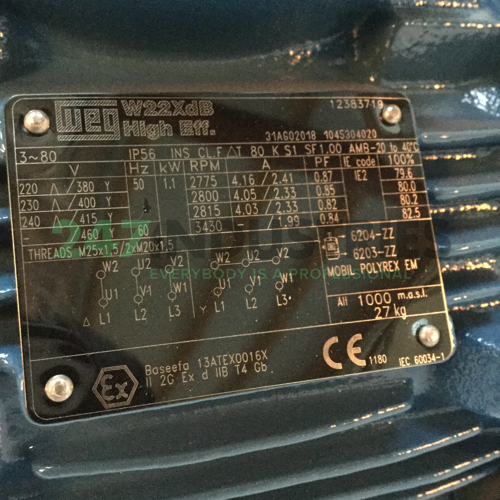 WEG W22Xdb 12383719
High Eff. 31AGO2018 1045304020
3~80 IP56 INS CL F ΔT 80 K S1 SF1.00 AMB-20 to 40°C
V Hz kW RPM A PF IE code 100%
220 Δ/ 380 Y 50 1.1 2775 4.16 / 2.41 0.87 IE2 79.6
230 Δ/ 400 Y 2800 4.05 / 2.33 0.85 80.0
240 Δ/ 415 Y 2815 4.03 / 2.33 0.82 80.2
- 460 Y 60 3430 - / 1.99 0.84 82.5
THREADS M25x1,5/2xM20x1,5
EVERYBODY IS A PROFESSIONAL
6204-ZZ
6203-ZZ
MOBIL POLYREX EM
W2 U2 V2 W2 U2 V2
U1 V1 W1 U1 V1 W1
Δ L1 L2 L3 Y L1 L2 L3
Alt 1000 m.a.s.l.
27 kg
Ex Baseefa 13ATEX0016X
II 2G Ex d IIB T4 Gb
CE 1180 IEC 60034-1